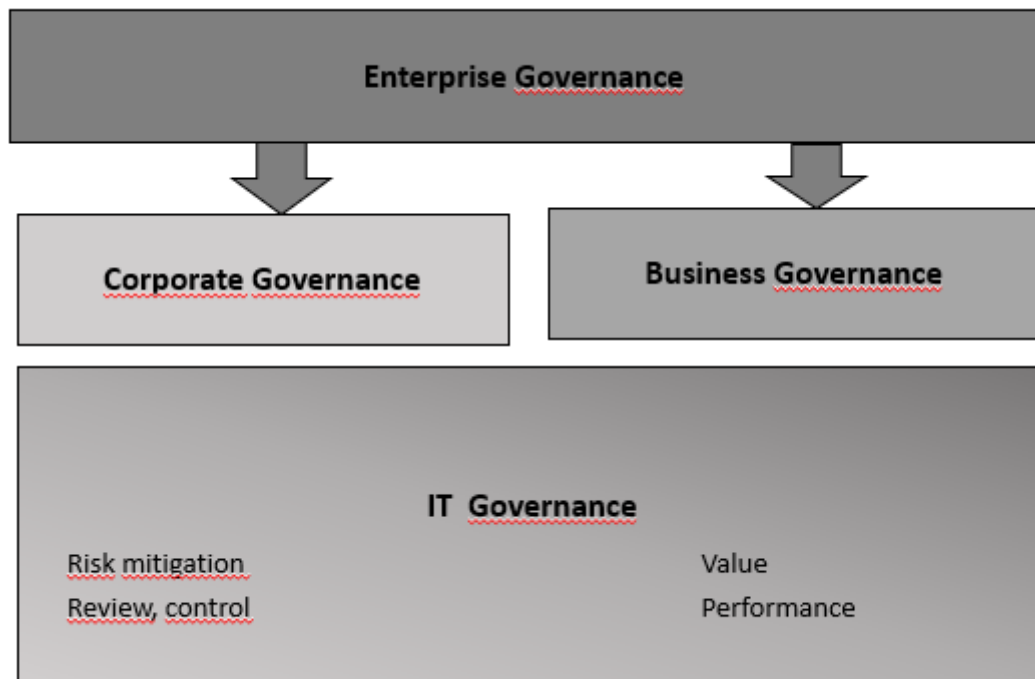 Enterprise Governance
Corporate Governance
Business Governance
IT Governance
Risk mitigation
Value
Review, control
Performance